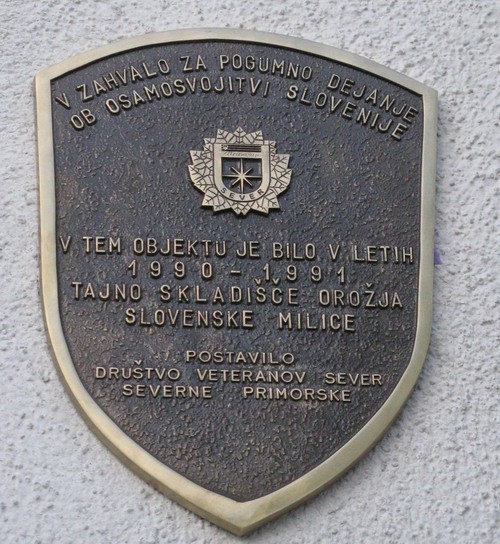 V ZAHVALO ZA POGUMNO DEJANJE
OB OSAMOSVOJITVI SLOVENIJE
SEVER
V TEM OBJEKTU JE BILO V LETIH
1990 - 1991
TAJNO SKLADIŠČE OROŽJA
SLOVENSKE MILICE
POSTAVILO
DRUŠTVO VETERANOV SEVER
SEVERNE PRIMORSKE